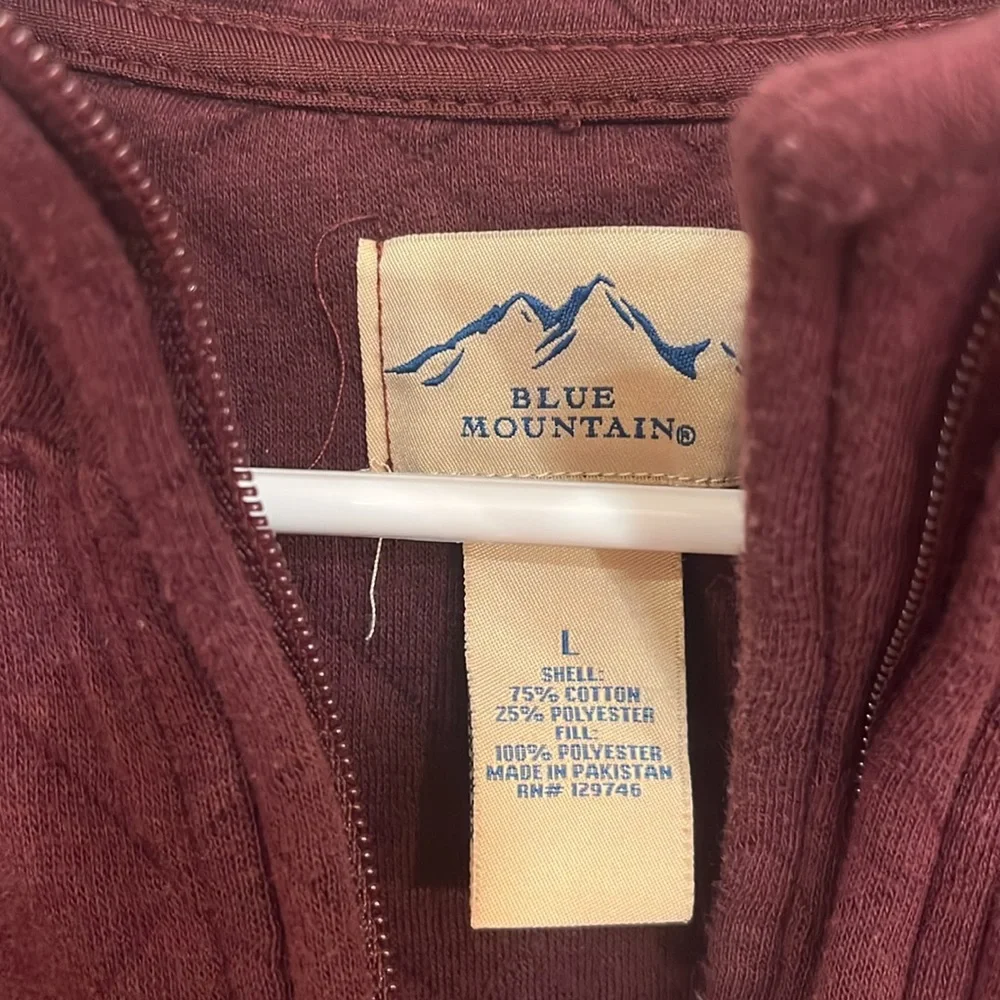 BLUE
MOUNTAIN®
L
SHELL:
75% COTTON
25% POLYESTER
FILL:
100% POLYESTER
MADE IN PAKISTAN
RN# 129746